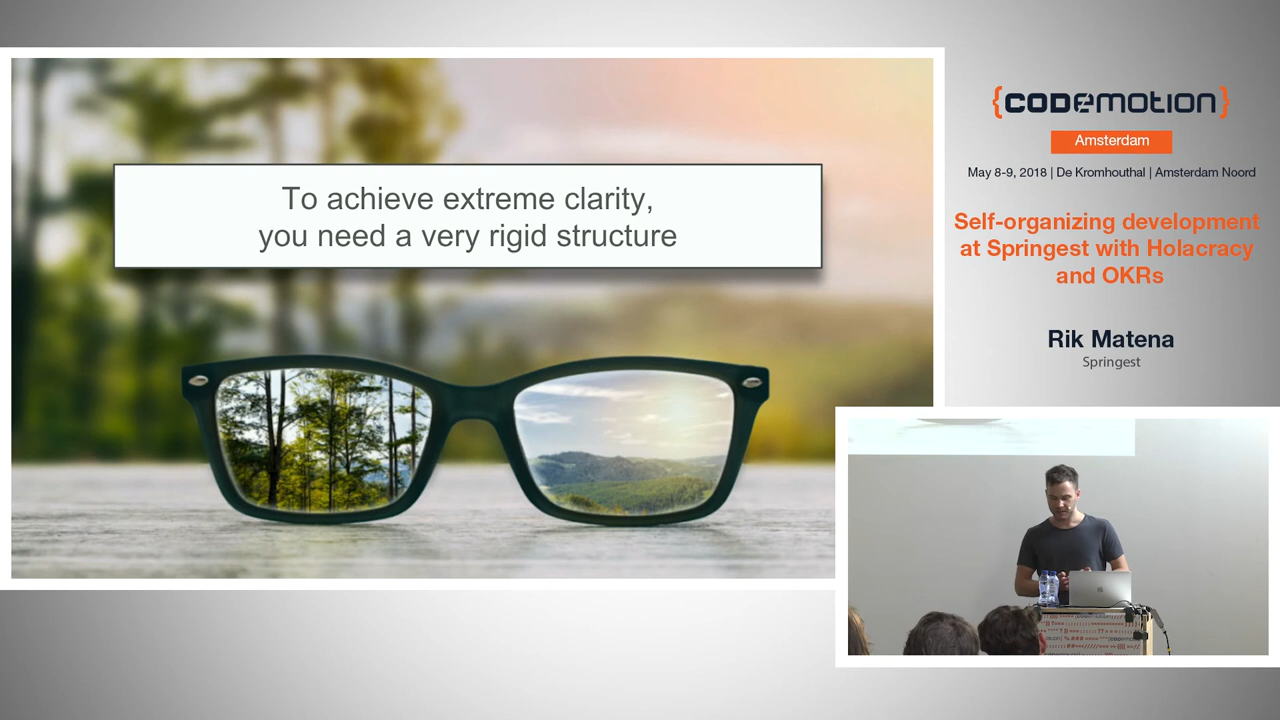 To achieve extreme clarity,
you need a very rigid structure
{CODEMOTION}
Amsterdam
May 8-9, 2018 | De Kromhouthal | Amsterdam Noord
Self-organizing development
at Springest with Holacracy
and OKRs
Rik Matena
Springest